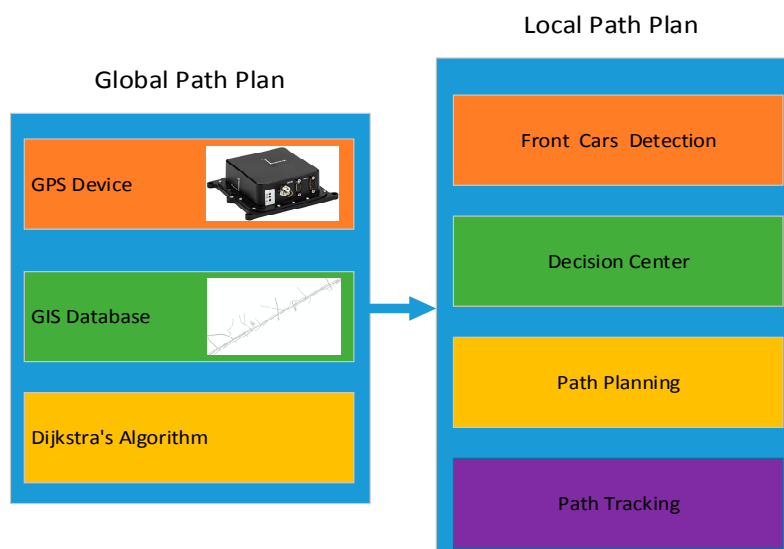 Global Path Plan
GPS Device
GIS Database
Dijkstra's Algorithm
Local Path Plan
Front Cars Detection
Decision Center
Path Planning
Path Tracking